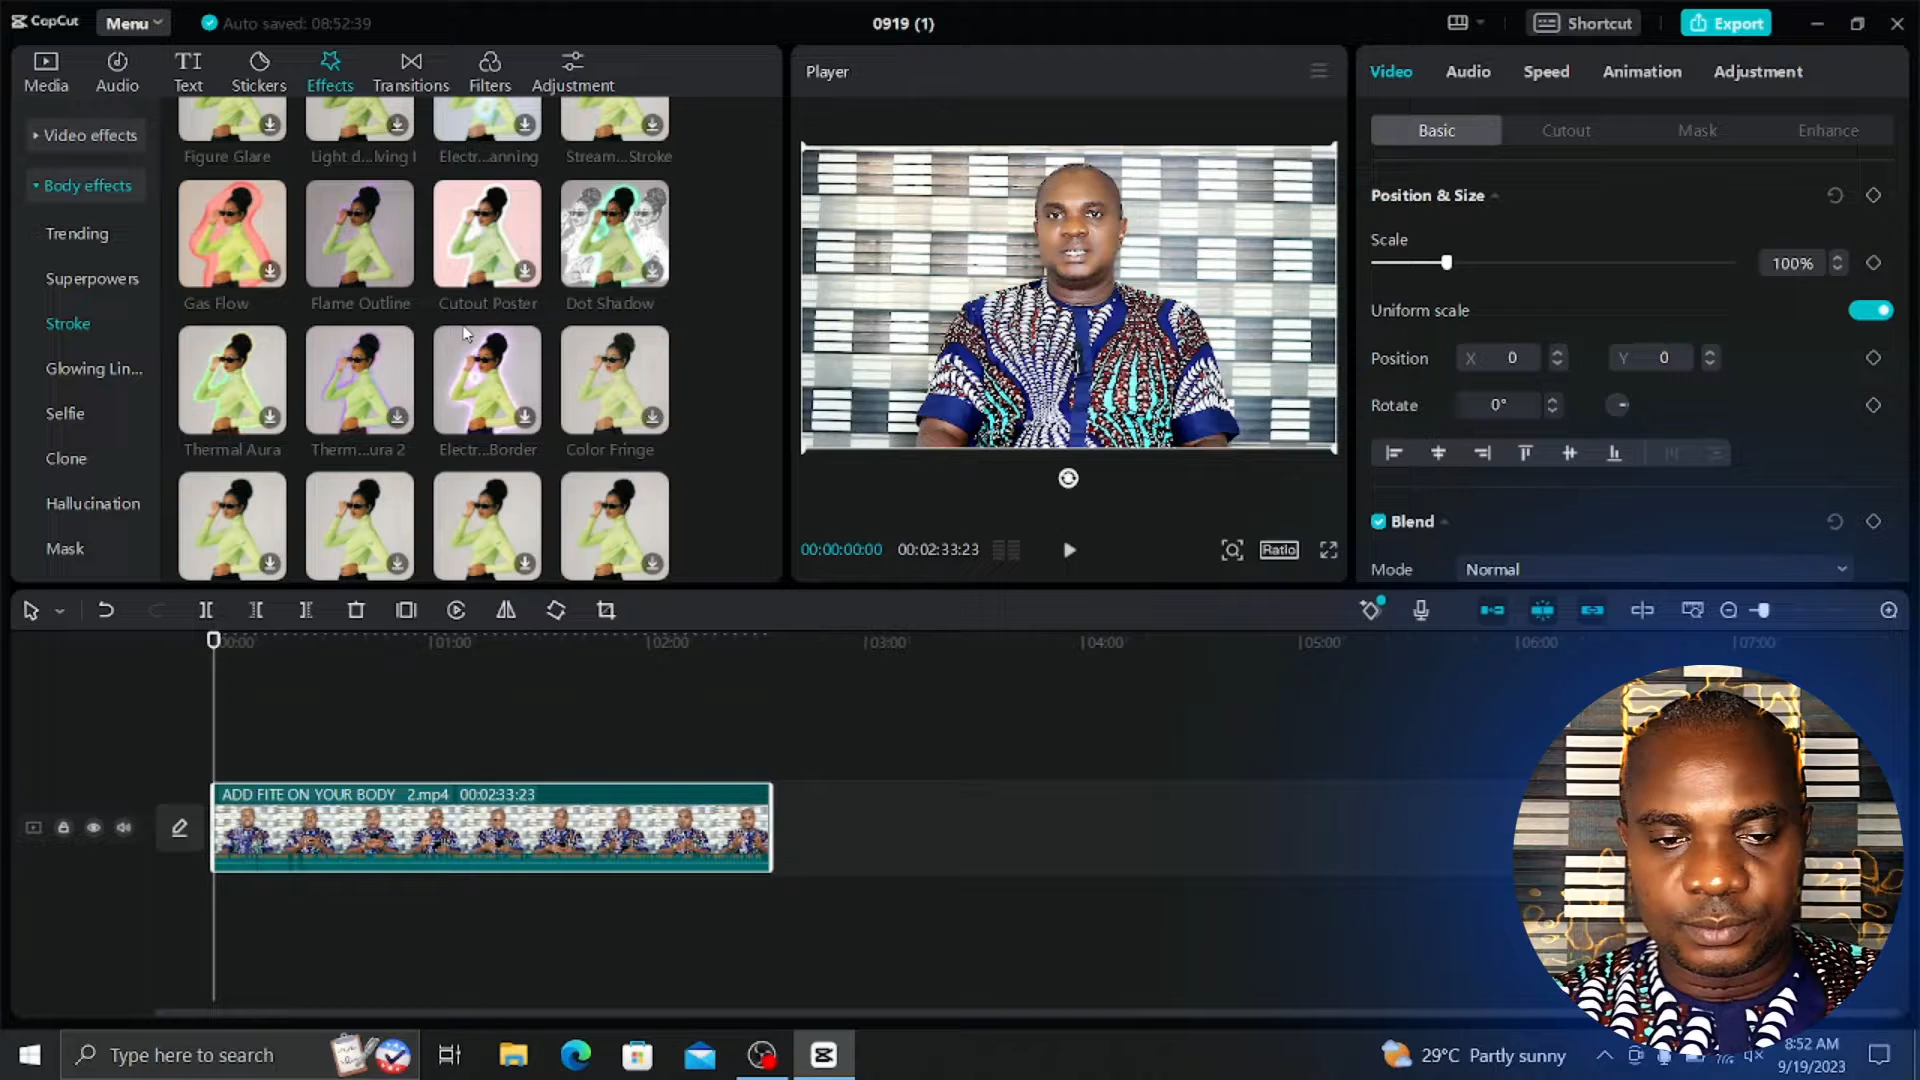 CapCut
Menu
Auto saved: 08:52:39
0919 (1)
Shortcut
Export
Media
Audio
Text
Stickers
Effects
Transitions
Filters
Adjustment
Video effects
Body effects
Trending
Superpowers
Stroke
Glowing Lin...
Selfie
Clone
Hallucination
Mask
Figure Glare
Light d...lving I
Electr...anning
Stream...Stroke
Gas Flow
Flame Outline
Cutout Poster
Dot Shadow
Thermal Aura
Therm...ura 2
Electr...Border
Color Fringe
Player
00:00:00:00
00:02:33:23
Ratio
Video
Audio
Speed
Animation
Adjustment
Basic
Cutout
Mask
Enhance
Position & Size
Scale
100%
Uniform scale
Position
X 0
Y 0
Rotate
0°
Blend
Mode
Normal
00:00
01:00
02:00
03:00
04:00
05:00
06:00
07:00
ADD FITE ON YOUR BODY 2.mp4 00:02:33:23
Type here to search
29°C Partly sunny
8:52 AM
9/19/2023